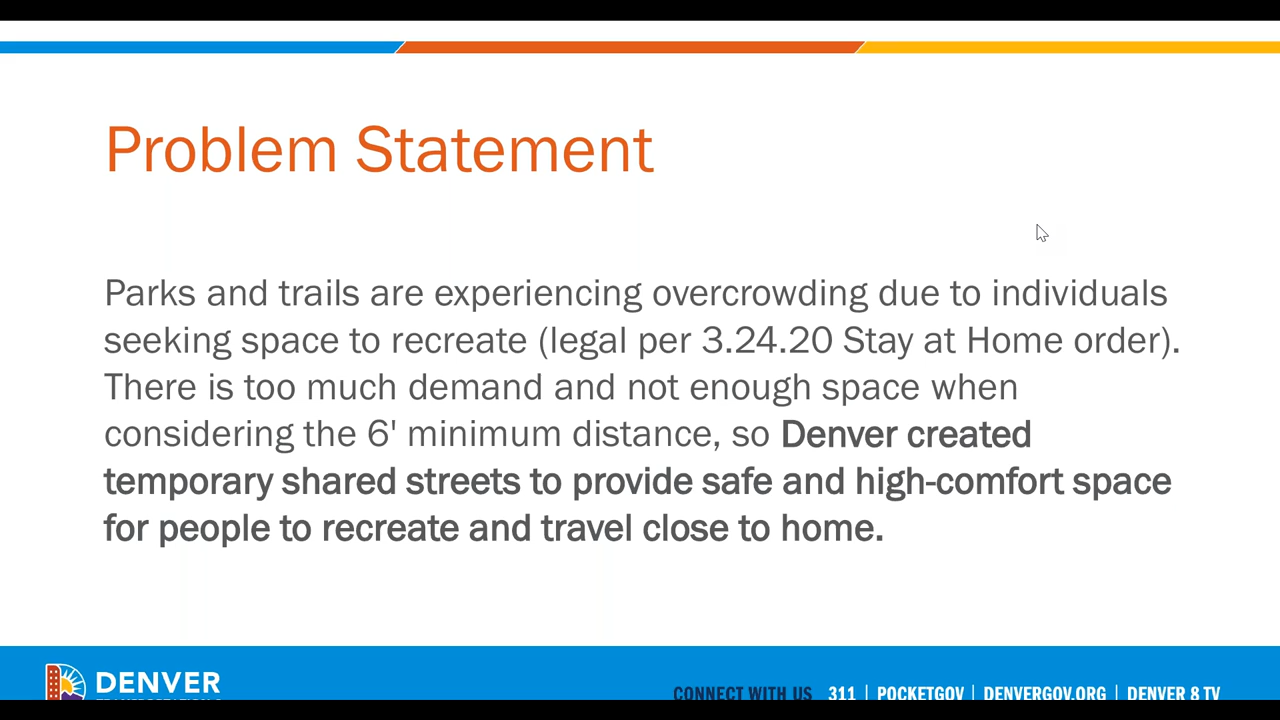 Problem Statement
Parks and trails are experiencing overcrowding due to individuals
seeking space to recreate (legal per 3.24.20 Stay at Home order).
There is too much demand and not enough space when
considering the 6' minimum distance, so Denver created
temporary shared streets to provide safe and high-comfort space
for people to recreate and travel close to home.
DENVER
CONNECT WITH US 311 | POCKETGOV | DENVERGOV.ORG | DENVER 8 TV